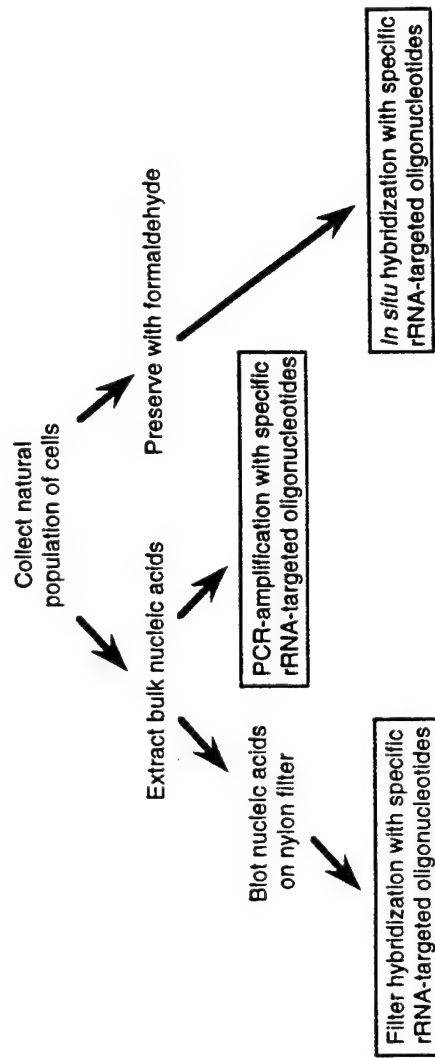 Collect natural
population of cells
Extract bulk nucleic acids
Preserve with formaldehyde
Blot nucleic acids
on nylon filter
PCR-amplification with specific
rRNA-targeted oligonucleotides
Filter hybridization with specific
rRNA-targeted oligonucleotides
In situ hybridization with specific
rRNA-targeted oligonucleotides